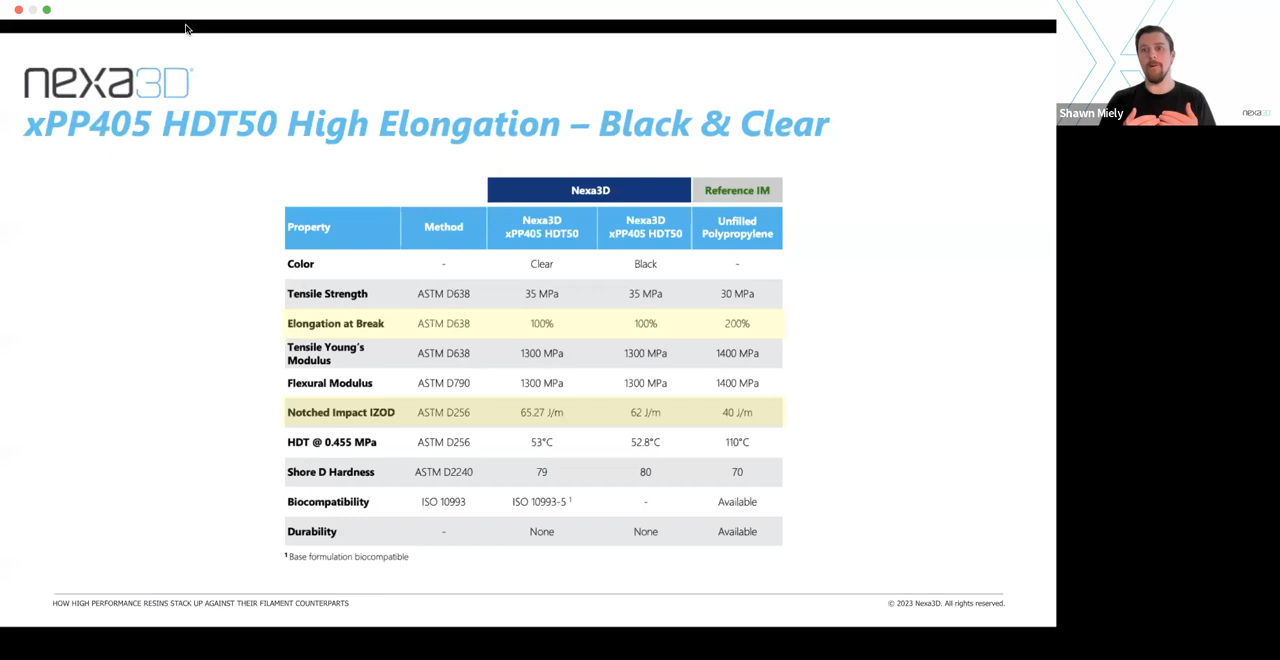 nexa3D
xPP405 HDT50 High Elongation – Black & Clear
Shawn Miely
nexa3D
Nexa3D Reference IM
Property Method Nexa3D xPP405 HDT50 Nexa3D xPP405 HDT50 Unfilled Polypropylene
Color - Clear Black -
Tensile Strength ASTM D638 35 MPa 35 MPa 30 MPa
Elongation at Break ASTM D638 100% 100% 200%
Tensile Young's Modulus ASTM D638 1300 MPa 1300 MPa 1400 MPa
Flexural Modulus ASTM D790 1300 MPa 1300 MPa 1400 MPa
Notched Impact IZOD ASTM D256 65.27 J/m 62 J/m 40 J/m
HDT @ 0.455 MPa ASTM D256 53°C 52.8°C 110°C
Shore D Hardness ASTM D2240 79 80 70
Biocompatibility ISO 10993 ISO 10993-5 ¹ - Available
Durability - None None Available
¹ Base formulation biocompatible
HOW HIGH PERFORMANCE RESINS STACK UP AGAINST THEIR FILAMENT COUNTERPARTS
© 2023 Nexa3D. All rights reserved.